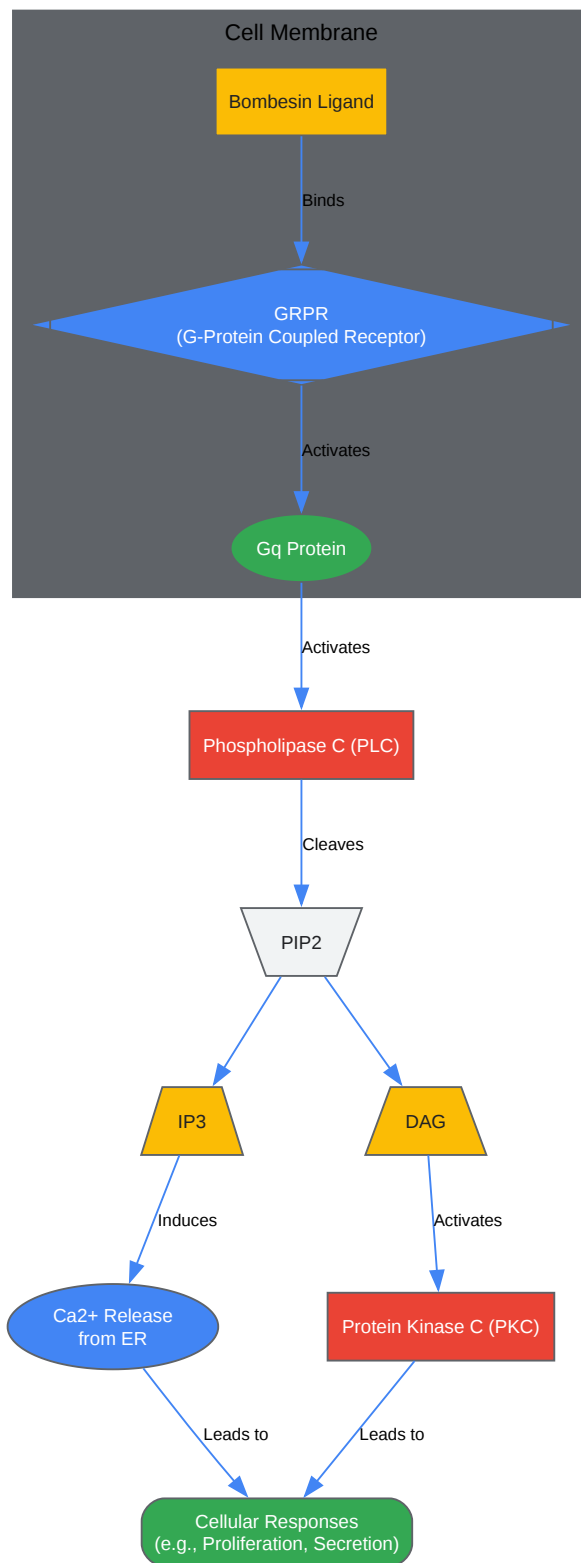 Cell Membrane
Bombesin Ligand
Binds
GRPR
(G-Protein Coupled Receptor)
Activates
Gq Protein
Activates
Phospholipase C (PLC)
Cleaves
PIP2
IP3
DAG
Induces
Activates
Ca2+ Release
from ER
Protein Kinase C (PKC)
Leads to
Leads to
Cellular Responses
(e.g., Proliferation, Secretion)